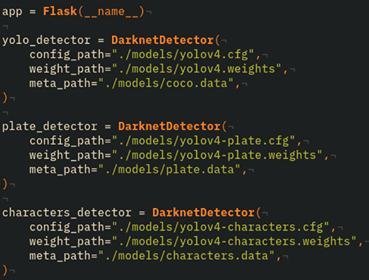 app = Flask(__name__)
yolo_detector = DarknetDetector(
    config_path="./models/yolov4.cfg",
    weight_path="./models/yolov4.weights",
    meta_path="./models/coco.data",
)
plate_detector = DarknetDetector(
    config_path="./models/yolov4-plate.cfg",
    weight_path="./models/yolov4-plate.weights",
    meta_path="./models/plate.data",
)
characters_detector = DarknetDetector(
    config_path="./models/yolov4-characters.cfg",
    weight_path="./models/yolov4-characters.weights",
    meta_path="./models/characters.data",
)